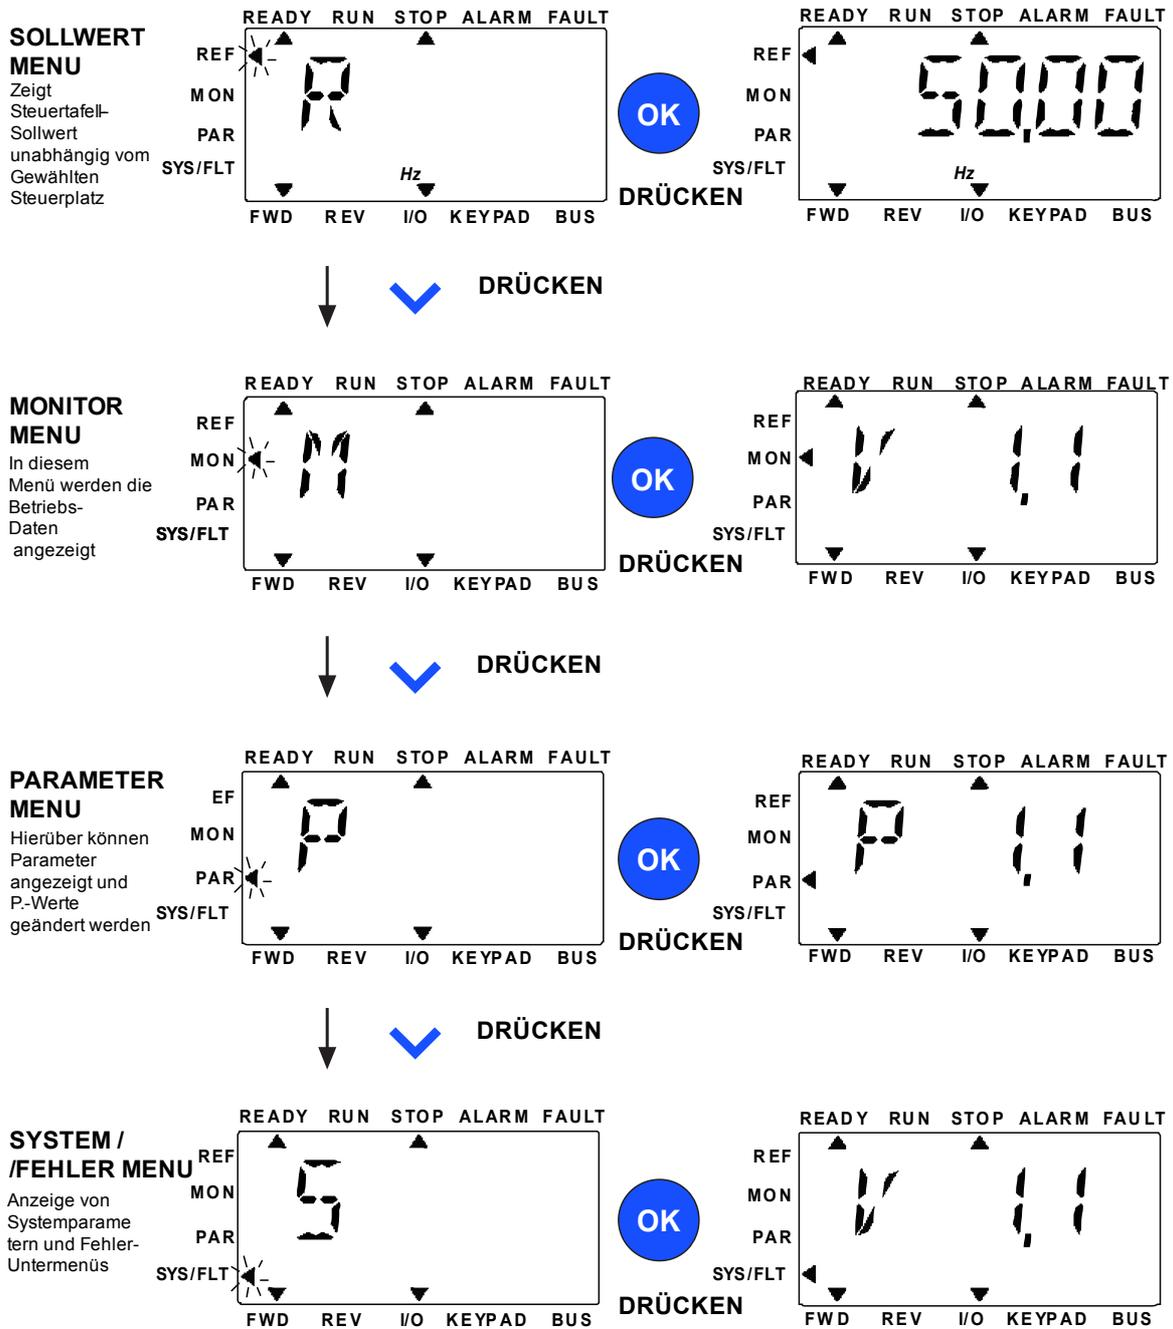 READY RUN STOP ALARM FAULT
READY RUN STOP ALARM FAULT
SOLLWERT
MENU
Zeigt
Steuertafell-
Sollwert
unabhängig vom
Gewählten
Steuerplatz
REF
MON
PAR
SYS/FLT
R
Hz
FWD REV I/O KEYPAD BUS
OK
DRÜCKEN
REF
MON
PAR
SYS/FLT
50,00
Hz
FWD REV I/O KEYPAD BUS
DRÜCKEN
READY RUN STOP ALARM FAULT
READY RUN STOP ALARM FAULT
MONITOR
MENU
In diesem
Menü werden die
Betriebs-
Daten
angezeigt
REF
MON
PAR
SYS/FLT
M
FWD REV I/O KEYPAD BUS
OK
DRÜCKEN
REF
MON
PAR
SYS/FLT
V 1,1
FWD REV I/O KEYPAD BUS
DRÜCKEN
READY RUN STOP ALARM FAULT
READY RUN STOP ALARM FAULT
PARAMETER
MENU
Hierüber können
Parameter
angezeigt und
P.-Werte
geändert werden
EF
MON
PAR
SYS/FLT
P
FWD REV I/O KEYPAD BUS
OK
DRÜCKEN
REF
MON
PAR
SYS/FLT
P 1,1
FWD REV I/O KEYPAD BUS
DRÜCKEN
READY RUN STOP ALARM FAULT
READY RUN STOP ALARM FAULT
SYSTEM /
/FEHLER MENU
Anzeige von
Systemparame
tern und Fehler-
Untermenüs
REF
MON
PAR
SYS/FLT
S
FWD REV I/O KEYPAD BUS
OK
DRÜCKEN
REF
MON
PAR
SYS/FLT
V 1,1
FWD REV I/O KEYPAD BUS